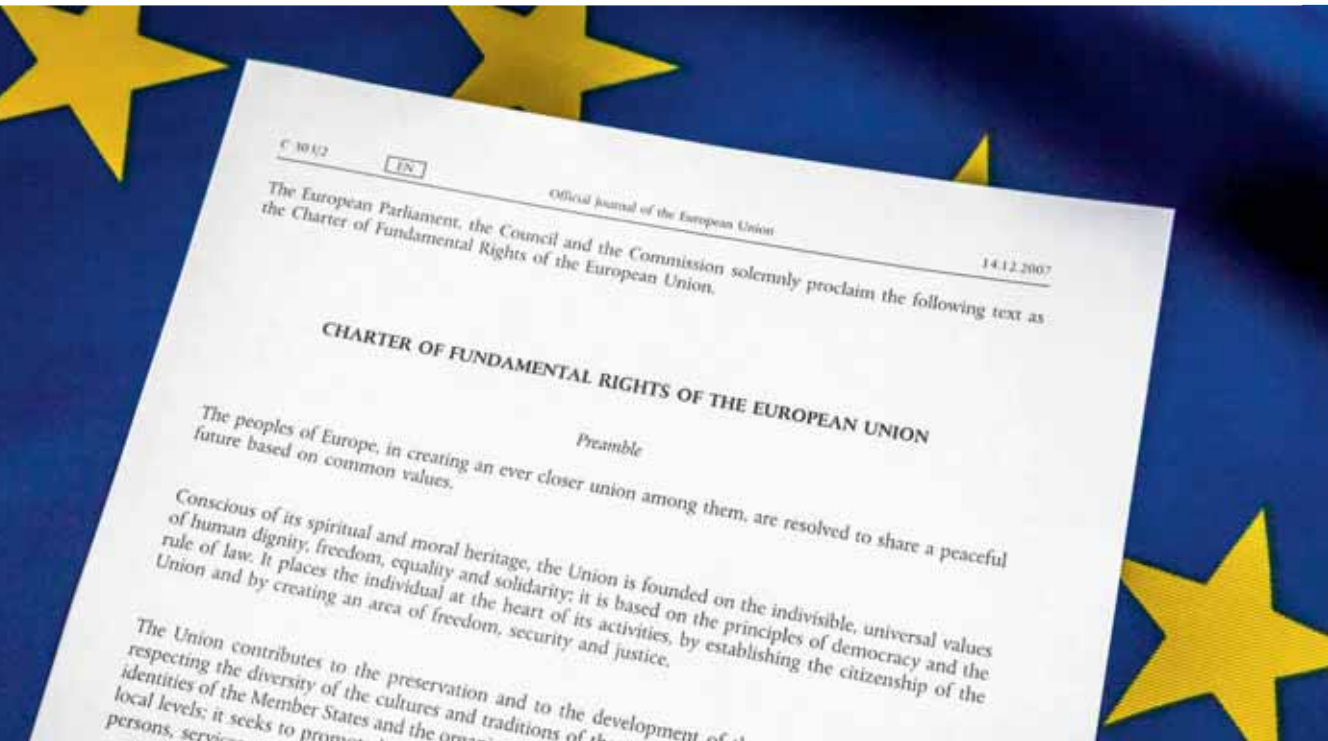 C 303/2 EN Official Journal of the European Union 14.12.2007
The European Parliament, the Council and the Commission solemnly proclaim the following text as
the Charter of Fundamental Rights of the European Union.
CHARTER OF FUNDAMENTAL RIGHTS OF THE EUROPEAN UNION
Preamble
The peoples of Europe, in creating an ever closer union among them, are resolved to share a peaceful
future based on common values.
Conscious of its spiritual and moral heritage, the Union is founded on the indivisible, universal values
of human dignity, freedom, equality and solidarity; it is based on the principles of democracy and the
rule of law. It places the individual at the heart of its activities, by establishing the citizenship of the
Union and by creating an area of freedom, security and justice.
The Union contributes to the preservation and to the development of
respecting the diversity of the cultures and traditions of
identities of the Member States and the
local levels; it seeks to
persons,